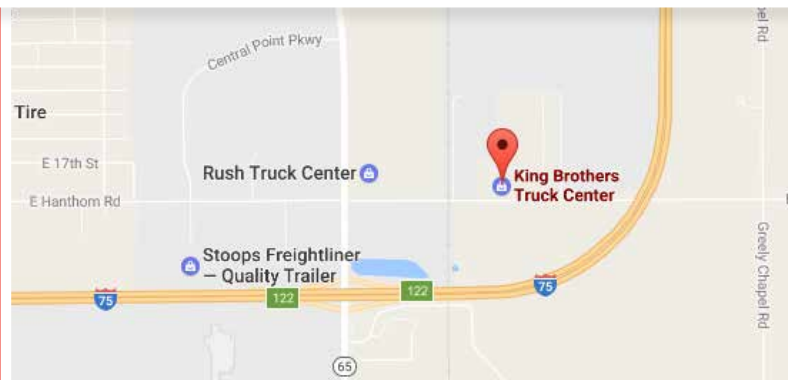 Central Point Pkwy
Tire
E 17th St
Rush Truck Center
King Brothers
Truck Center
E Hanthorn Rd
Stoops Freightliner
— Quality Trailer
75
122
122
75
65
Greely Chapel Rd